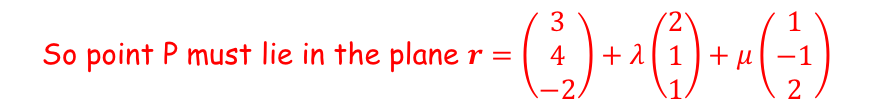 So point P must lie in the plane 𝒓 = (3 4 −2) + λ(2 1 1) + μ(1 −1 2)